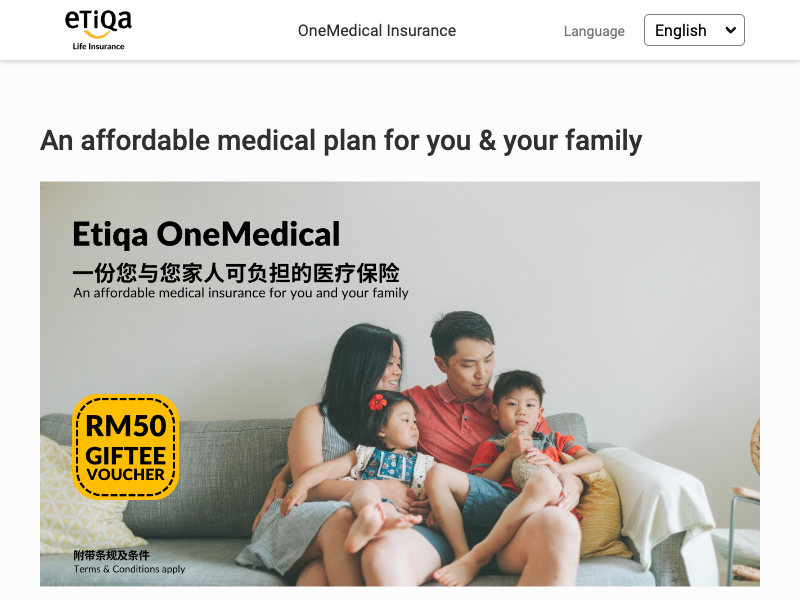 eTiQa
Life Insurance
OneMedical Insurance
Language
English
An affordable medical plan for you & your family
Etiqa OneMedical
一份您与您家人可负担的医疗保险
An affordable medical insurance for you and your family
RM50
GIFTEE
VOUCHER
附带条规及条件
Terms & Conditions apply